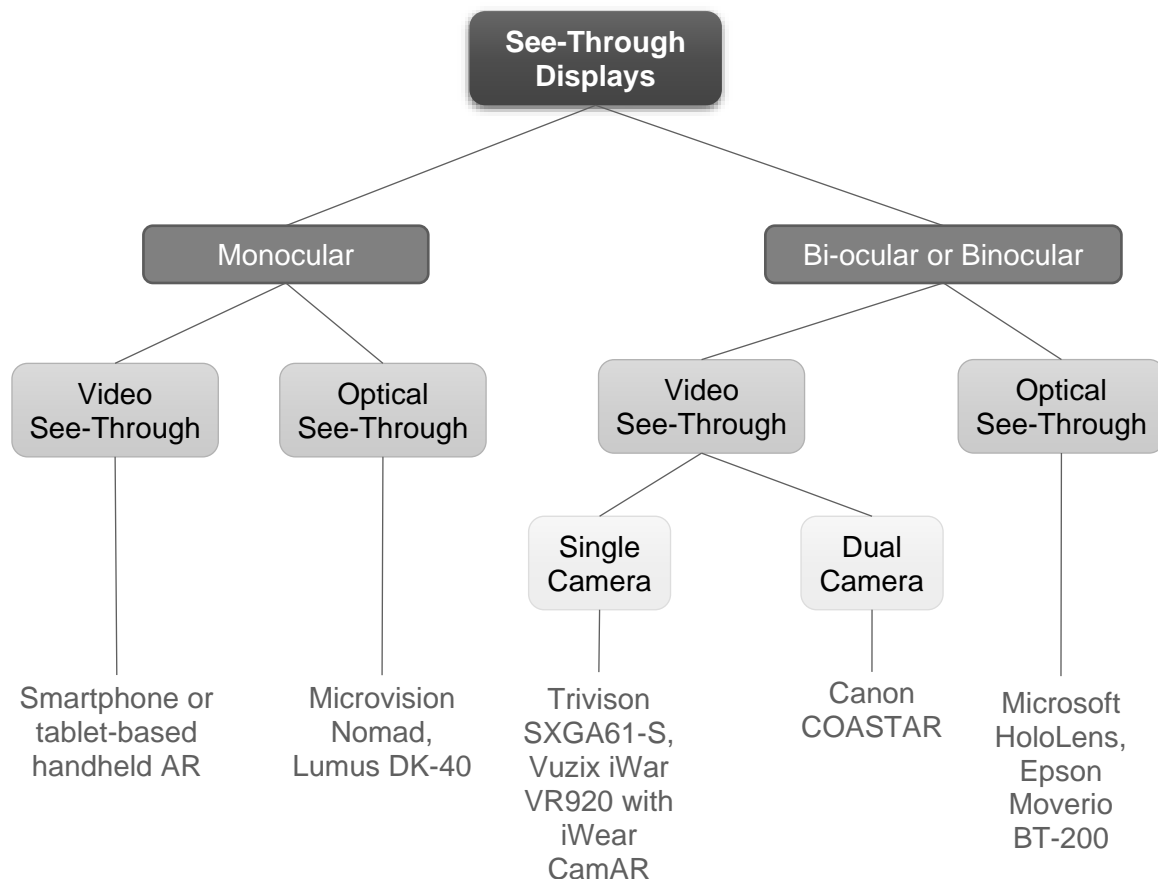 See-Through
Displays
Monocular
Bi-ocular or Binocular
Video
See-Through
Optical
See-Through
Video
See-Through
Optical
See-Through
Single
Camera
Dual
Camera
Smartphone or
tablet-based
handheld AR
Microvision
Nomad,
Lumus DK-40
Trivison
SXGA61-S,
Vuzix iWar
VR920 with
iWear
CamAR
Canon
COASTAR
Microsoft
HoloLens,
Epson
Moverio
BT-200